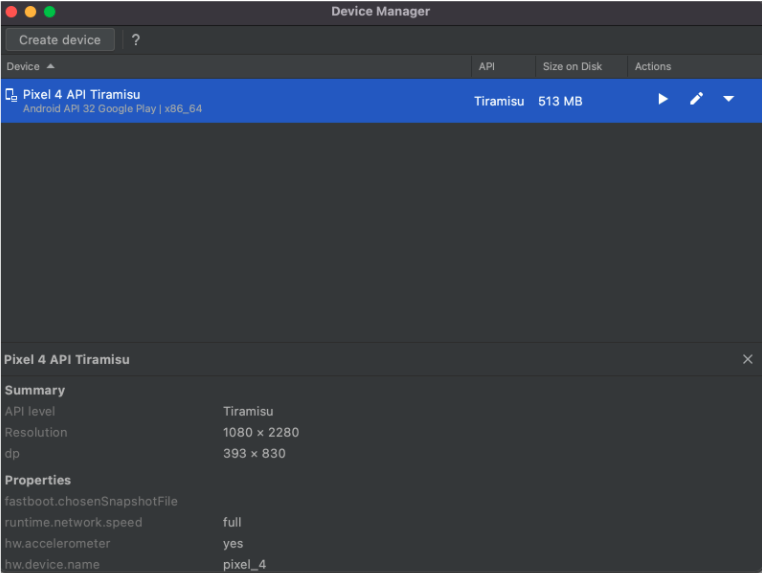 Device Manager
Create device ?
Device API Size on Disk Actions
Pixel 4 API Tiramisu
Android API 32 Google Play | x86_64
Tiramisu 513 MB
Pixel 4 API Tiramisu
Summary
API level Tiramisu
Resolution 1080 × 2280
dp 393 × 830
Properties
fastboot.chosenSnapshotFile
runtime.network.speed full
hw.accelerometer yes
hw.device.name pixel_4